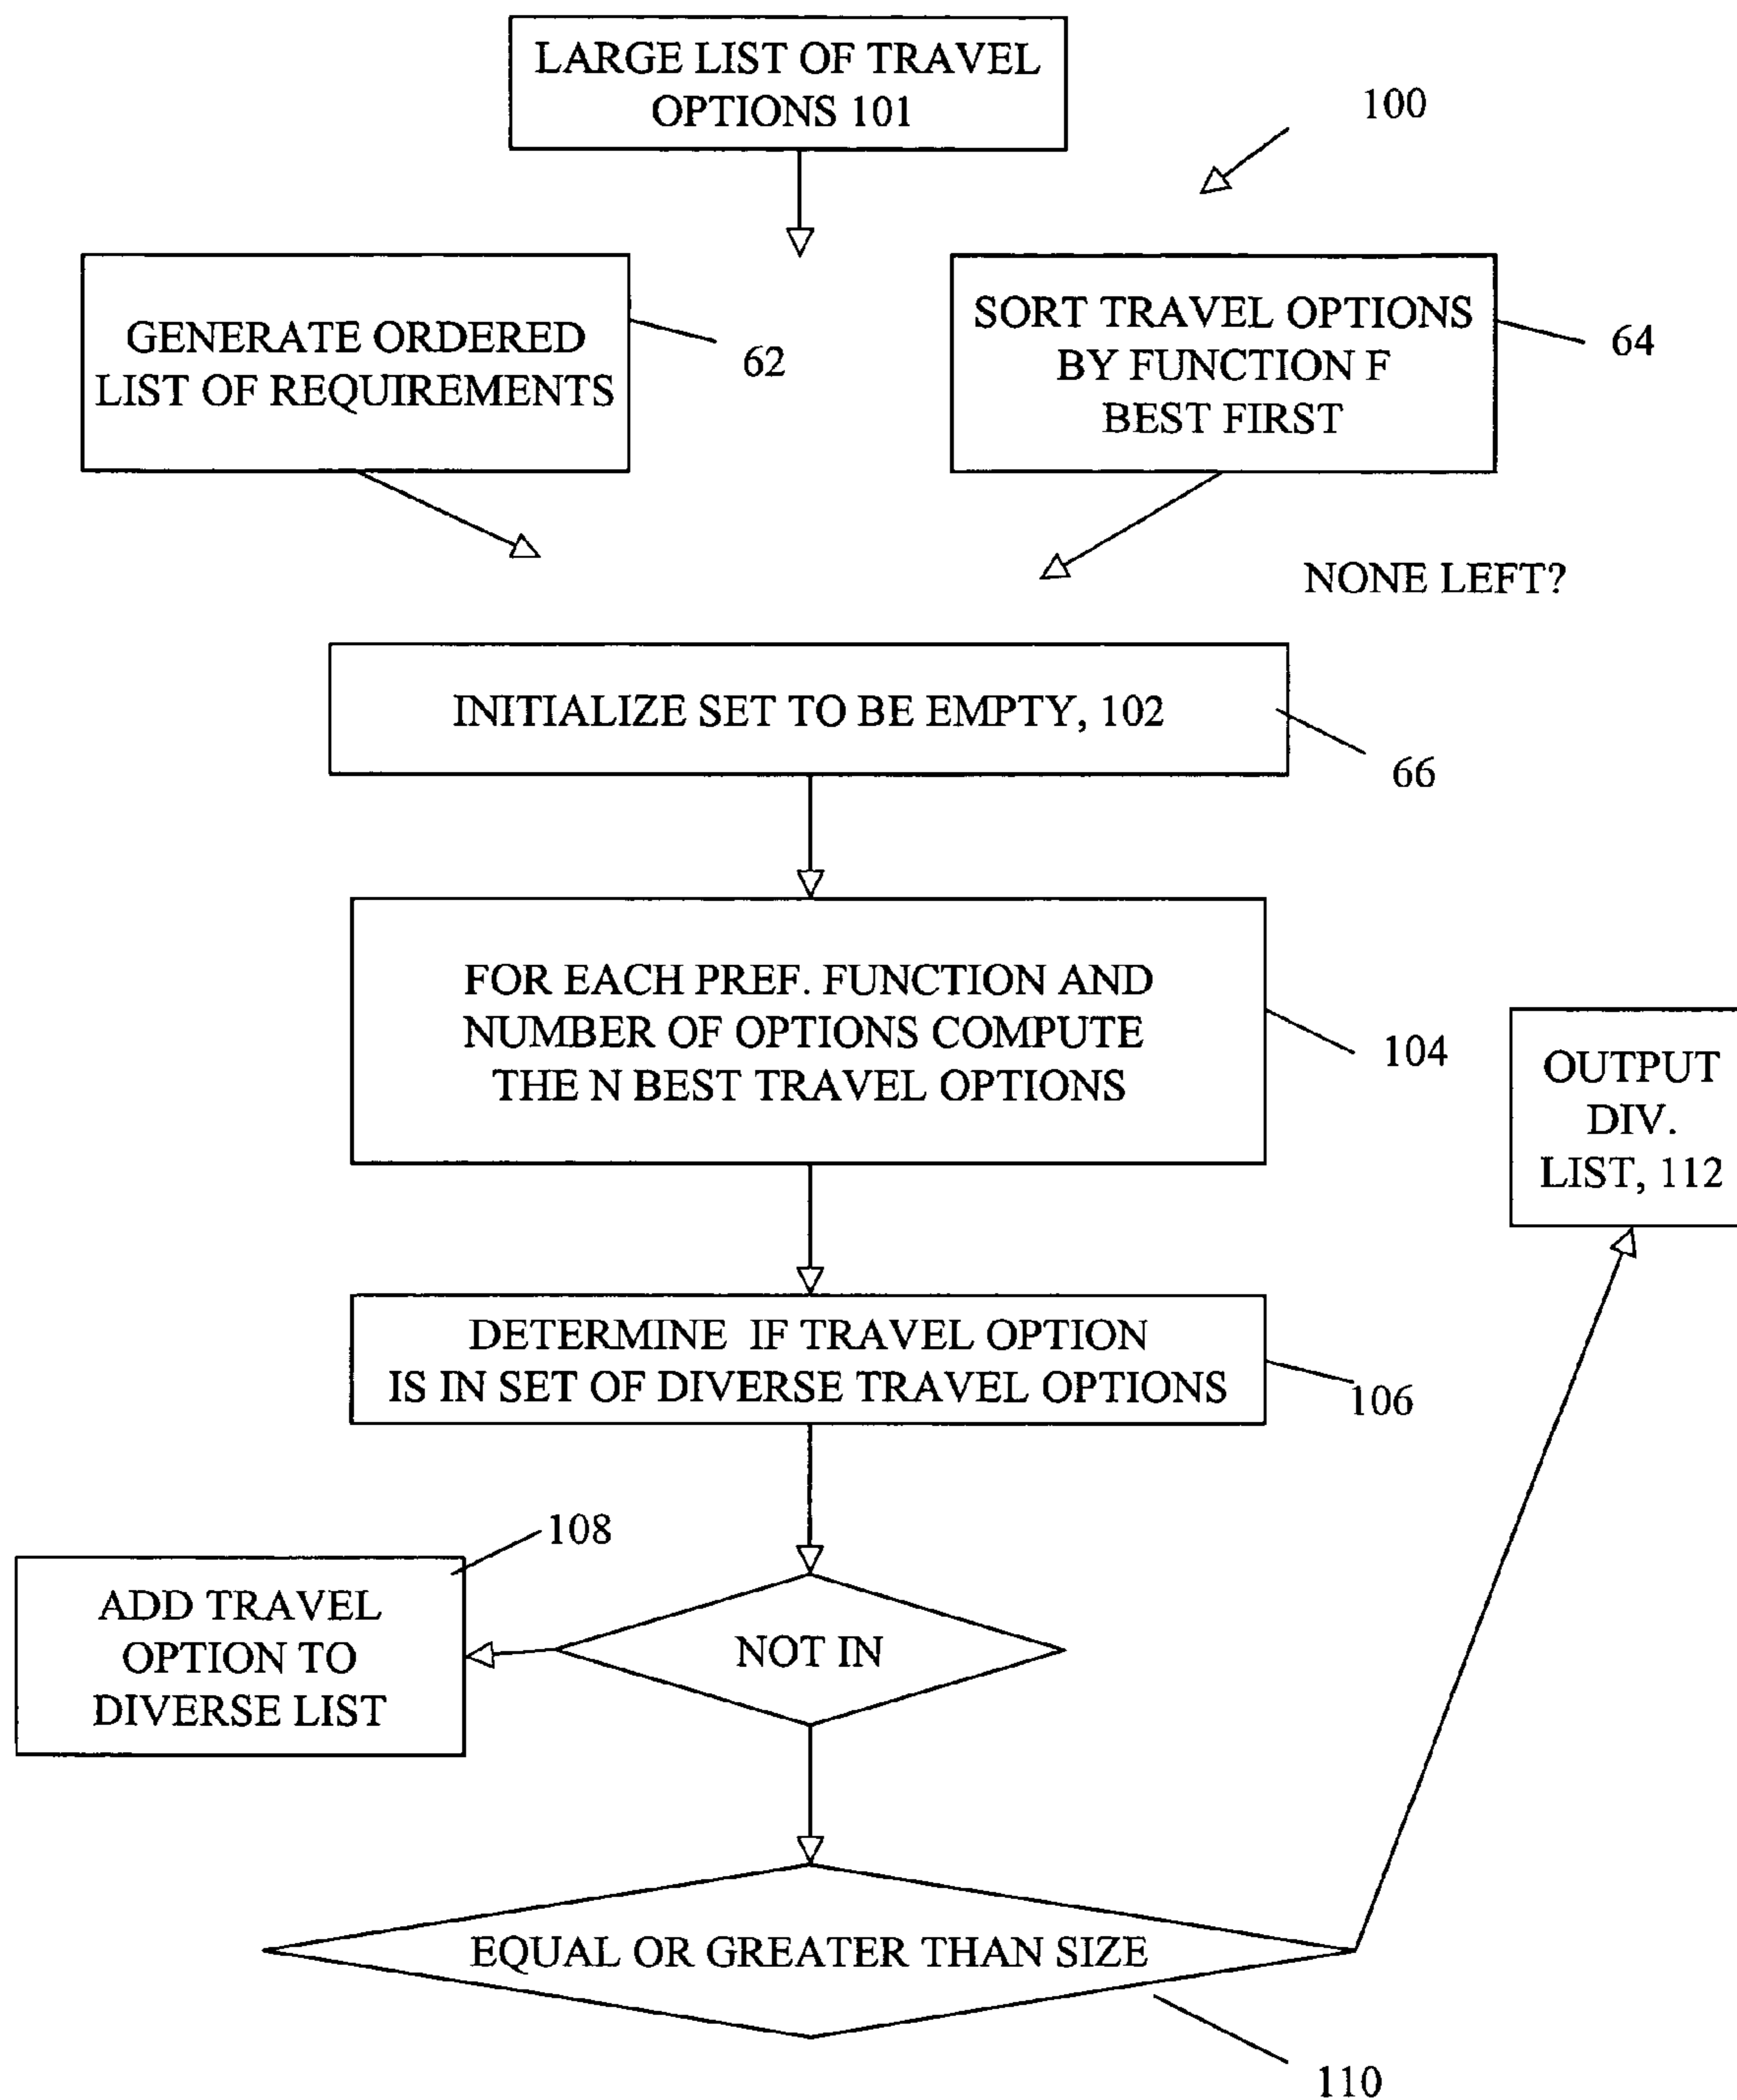 LARGE LIST OF TRAVEL
OPTIONS 101
100
GENERATE ORDERED
LIST OF REQUIREMENTS
62
SORT TRAVEL OPTIONS
BY FUNCTION F
BEST FIRST
64
NONE LEFT?
INITIALIZE SET TO BE EMPTY, 102
66
FOR EACH PREF. FUNCTION AND
NUMBER OF OPTIONS COMPUTE
THE N BEST TRAVEL OPTIONS
104
OUTPUT
DIV.
LIST, 112
DETERMINE IF TRAVEL OPTION
IS IN SET OF DIVERSE TRAVEL OPTIONS
106
108
ADD TRAVEL
OPTION TO
DIVERSE LIST
NOT IN
EQUAL OR GREATER THAN SIZE
110